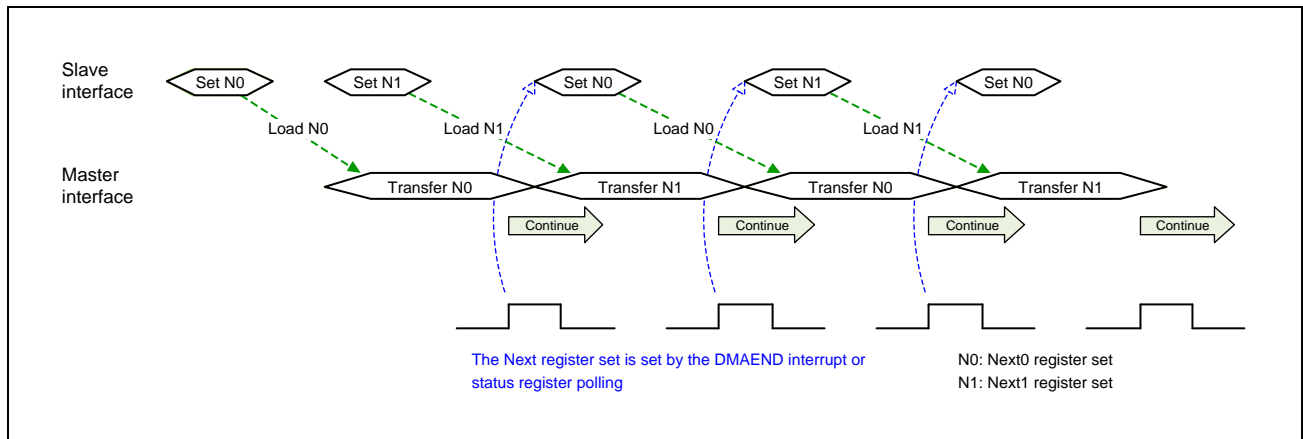 Slave
interface
Set N0
Set N1
Set N0
Set N1
Set N0
Load N0
Load N1
Load N0
Load N1
Master
interface
Transfer N0
Transfer N1
Transfer N0
Transfer N1
Continue
Continue
Continue
Continue
The Next register set is set by the DMAEND interrupt or
status register polling
N0: Next0 register set
N1: Next1 register set